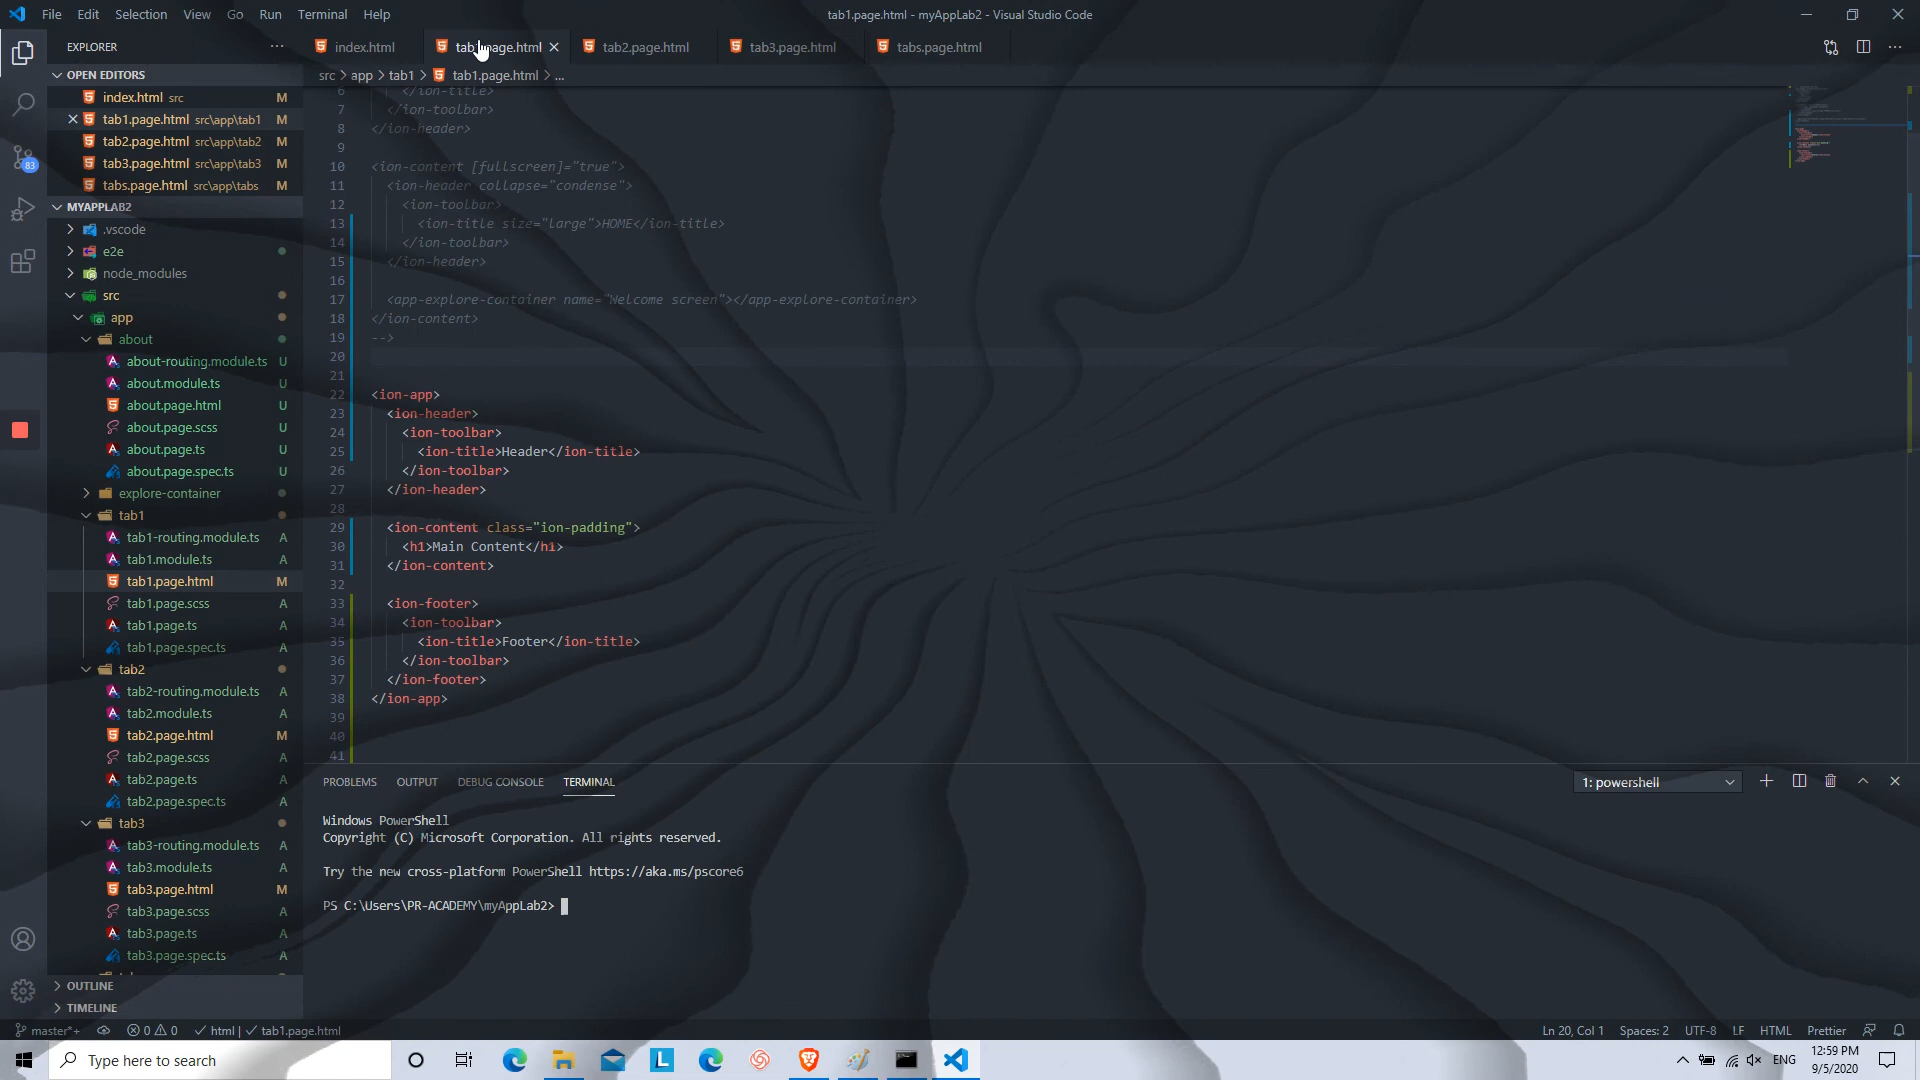 File Edit Selection View Go Run Terminal Help
tab1.page.html - myAppLab2 - Visual Studio Code
EXPLORER
index.html
tab1.page.html
tab2.page.html
tab3.page.html
tabs.page.html
OPEN EDITORS
index.html src M
tab1.page.html src\app\tab1 M
tab2.page.html src\app\tab2 M
tab3.page.html src\app\tab3 M
tabs.page.html src\app\tabs M
MYAPPLAB2
.vscode
e2e
node_modules
src
app
about
about-routing.module.ts U
about.module.ts U
about.page.html U
about.page.scss U
about.page.ts U
about.page.spec.ts U
explore-container
tab1
tab1-routing.module.ts A
tab1.module.ts A
tab1.page.html M
tab1.page.scss A
tab1.page.ts A
tab1.page.spec.ts A
tab2
tab2-routing.module.ts A
tab2.module.ts A
tab2.page.html M
tab2.page.scss A
tab2.page.ts A
tab2.page.spec.ts A
tab3
tab3-routing.module.ts A
tab3.module.ts A
tab3.page.html M
tab3.page.scss A
tab3.page.ts A
tab3.page.spec.ts A
OUTLINE
TIMELINE
83
src > app > tab1 > tab1.page.html > ...
6 </ion-title>
7 </ion-toolbar>
8 </ion-header>
9
10 <ion-content [fullscreen]="true">
11 <ion-header collapse="condense">
12 <ion-toolbar>
13 <ion-title size="large">HOME</ion-title>
14 </ion-toolbar>
15 </ion-header>
16
17 <app-explore-container name="Welcome screen"></app-explore-container>
18 </ion-content>
19 -->
20
21
22 <ion-app>
23 <ion-header>
24 <ion-toolbar>
25 <ion-title>Header</ion-title>
26 </ion-toolbar>
27 </ion-header>
28
29 <ion-content class="ion-padding">
30 <h1>Main Content</h1>
31 </ion-content>
32
33 <ion-footer>
34 <ion-toolbar>
35 <ion-title>Footer</ion-title>
36 </ion-toolbar>
37 </ion-footer>
38 </ion-app>
39
40
41
PROBLEMS OUTPUT DEBUG CONSOLE TERMINAL
1: powershell
Windows PowerShell
Copyright (C) Microsoft Corporation. All rights reserved.
Try the new cross-platform PowerShell https://aka.ms/pscore6
PS C:\Users\PR-ACADEMY\myAppLab2>
master*+ 0 0 html | tab1.page.html
Ln 20, Col 1 Spaces: 2 UTF-8 LF HTML Prettier
Type here to search
L
ENG
12:59 PM
9/5/2020